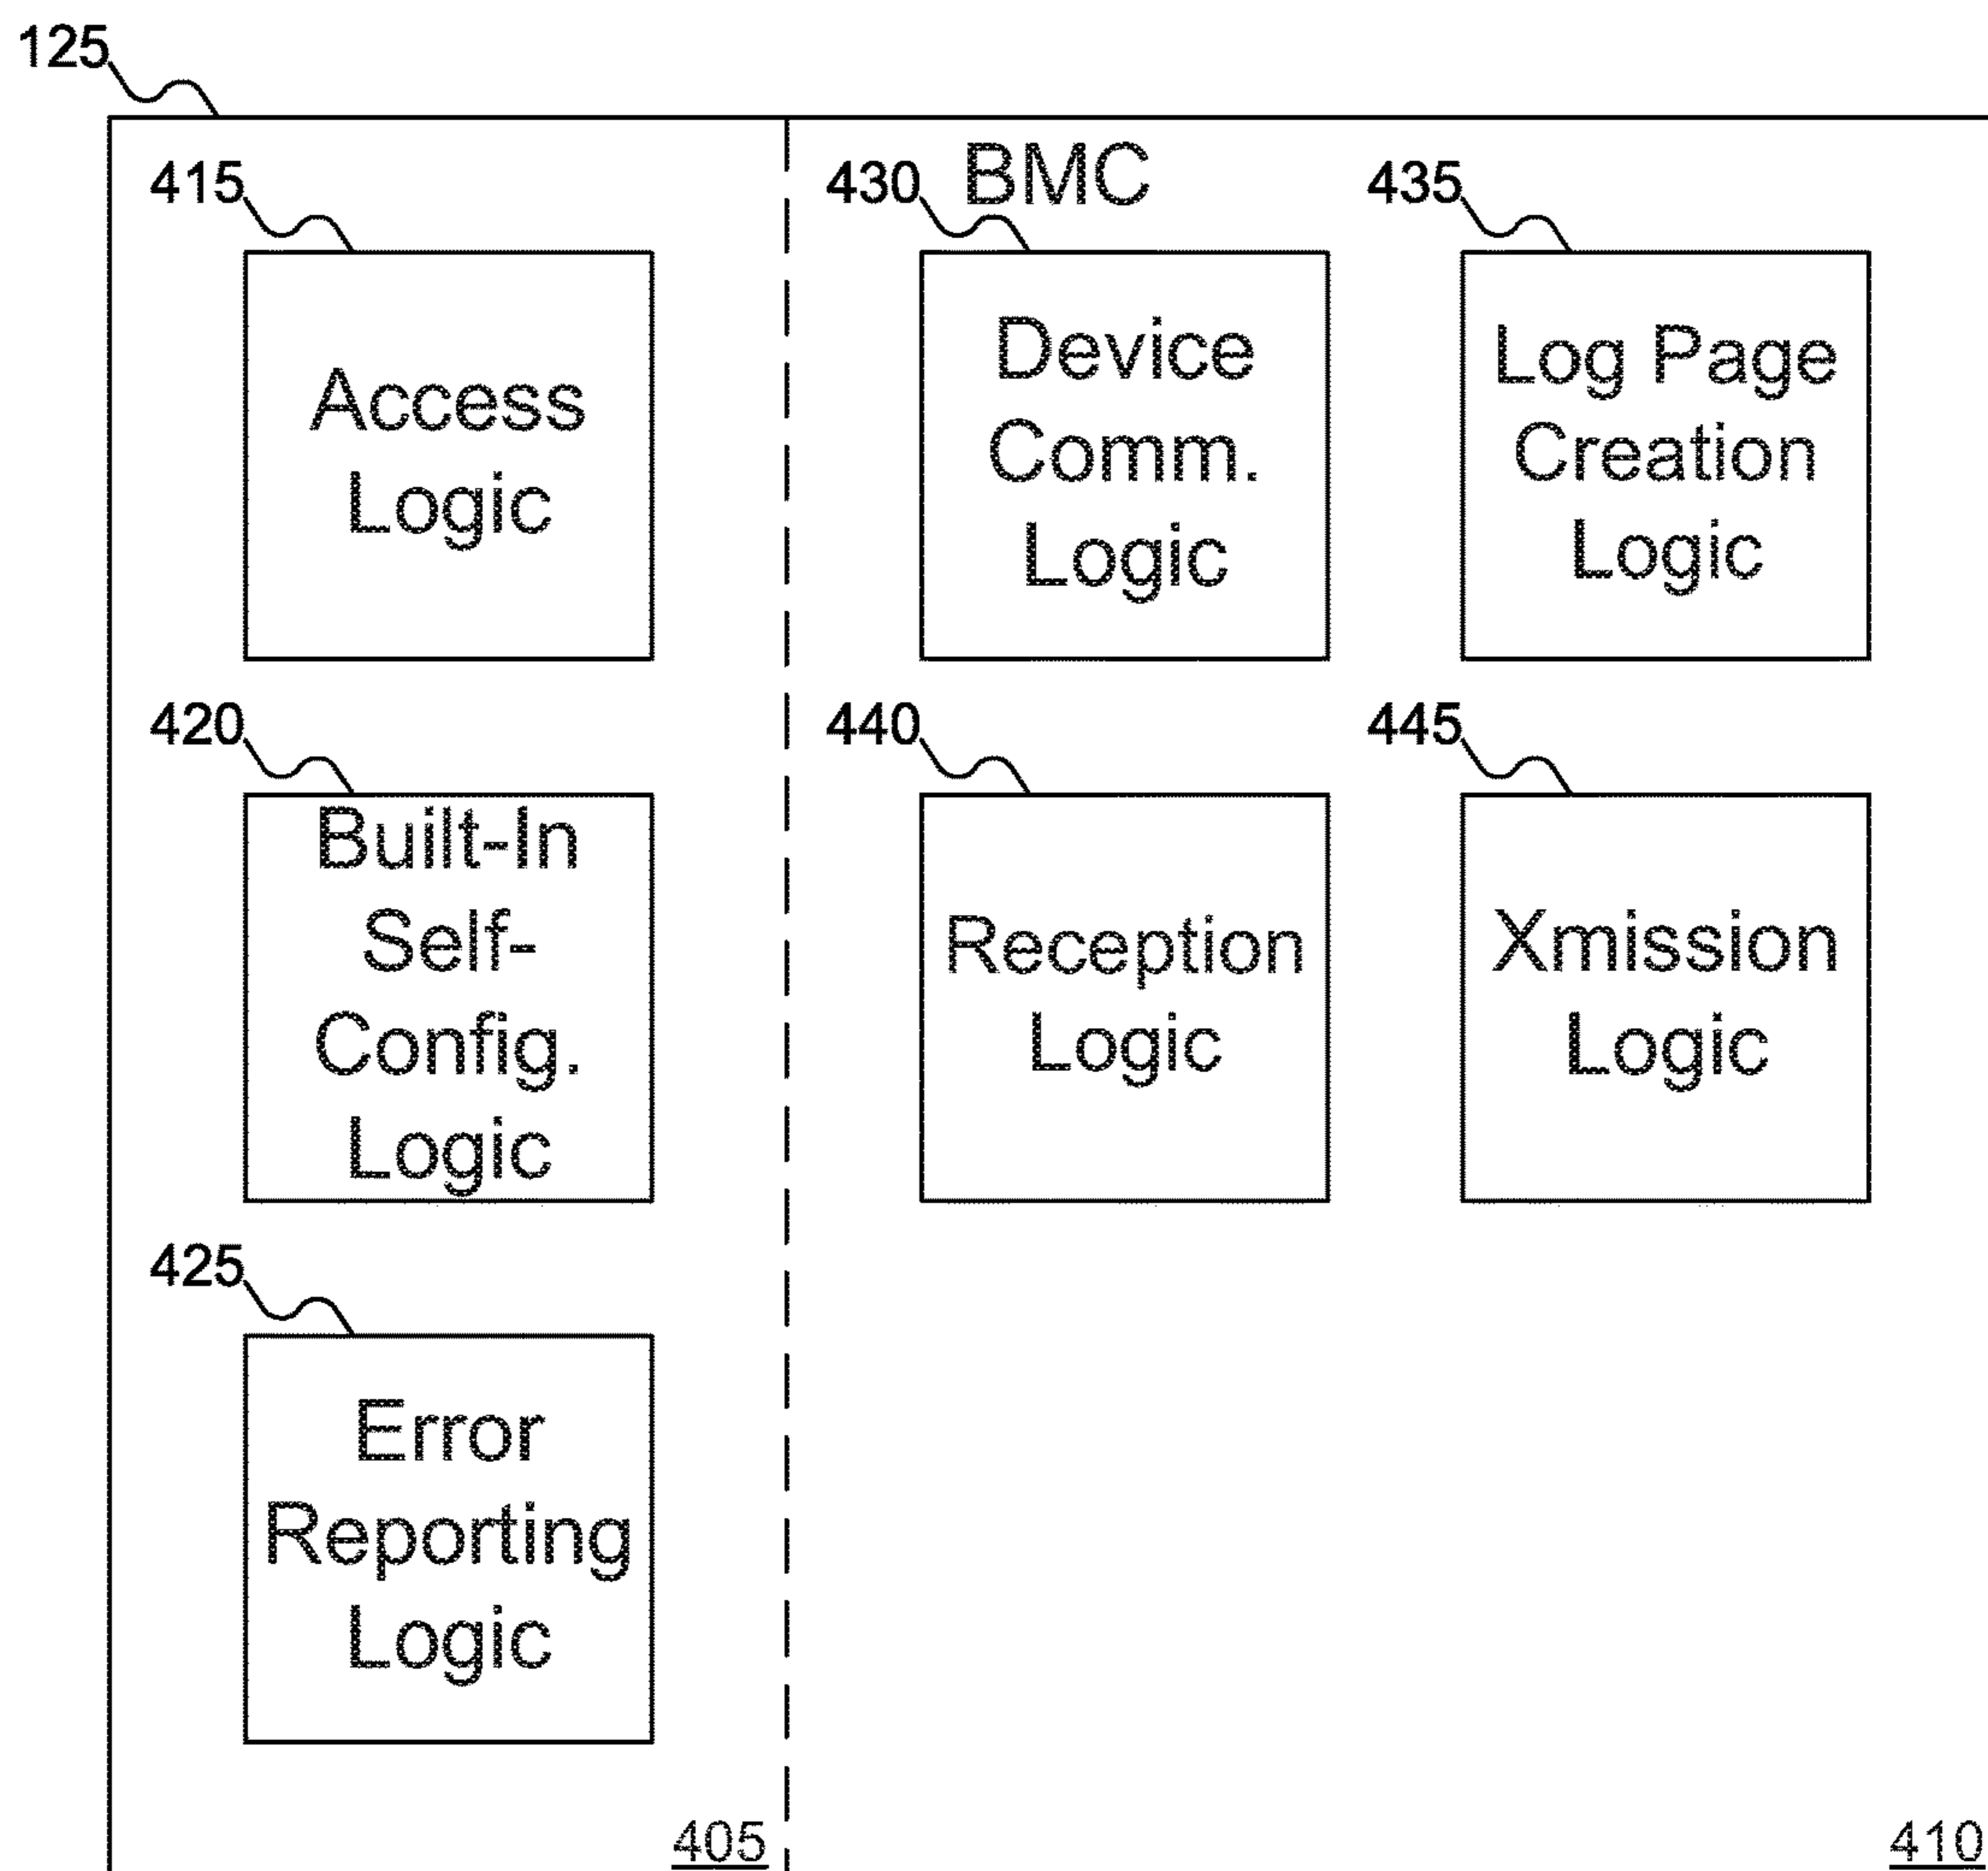 125
BMC
415
430
435
Access
Logic
Device
Comm.
Logic
Log Page
Creation
Logic
420
440
445
Built-In
Self-
Config.
Logic
Reception
Logic
Xmission
Logic
425
Error
Reporting
Logic
405
410